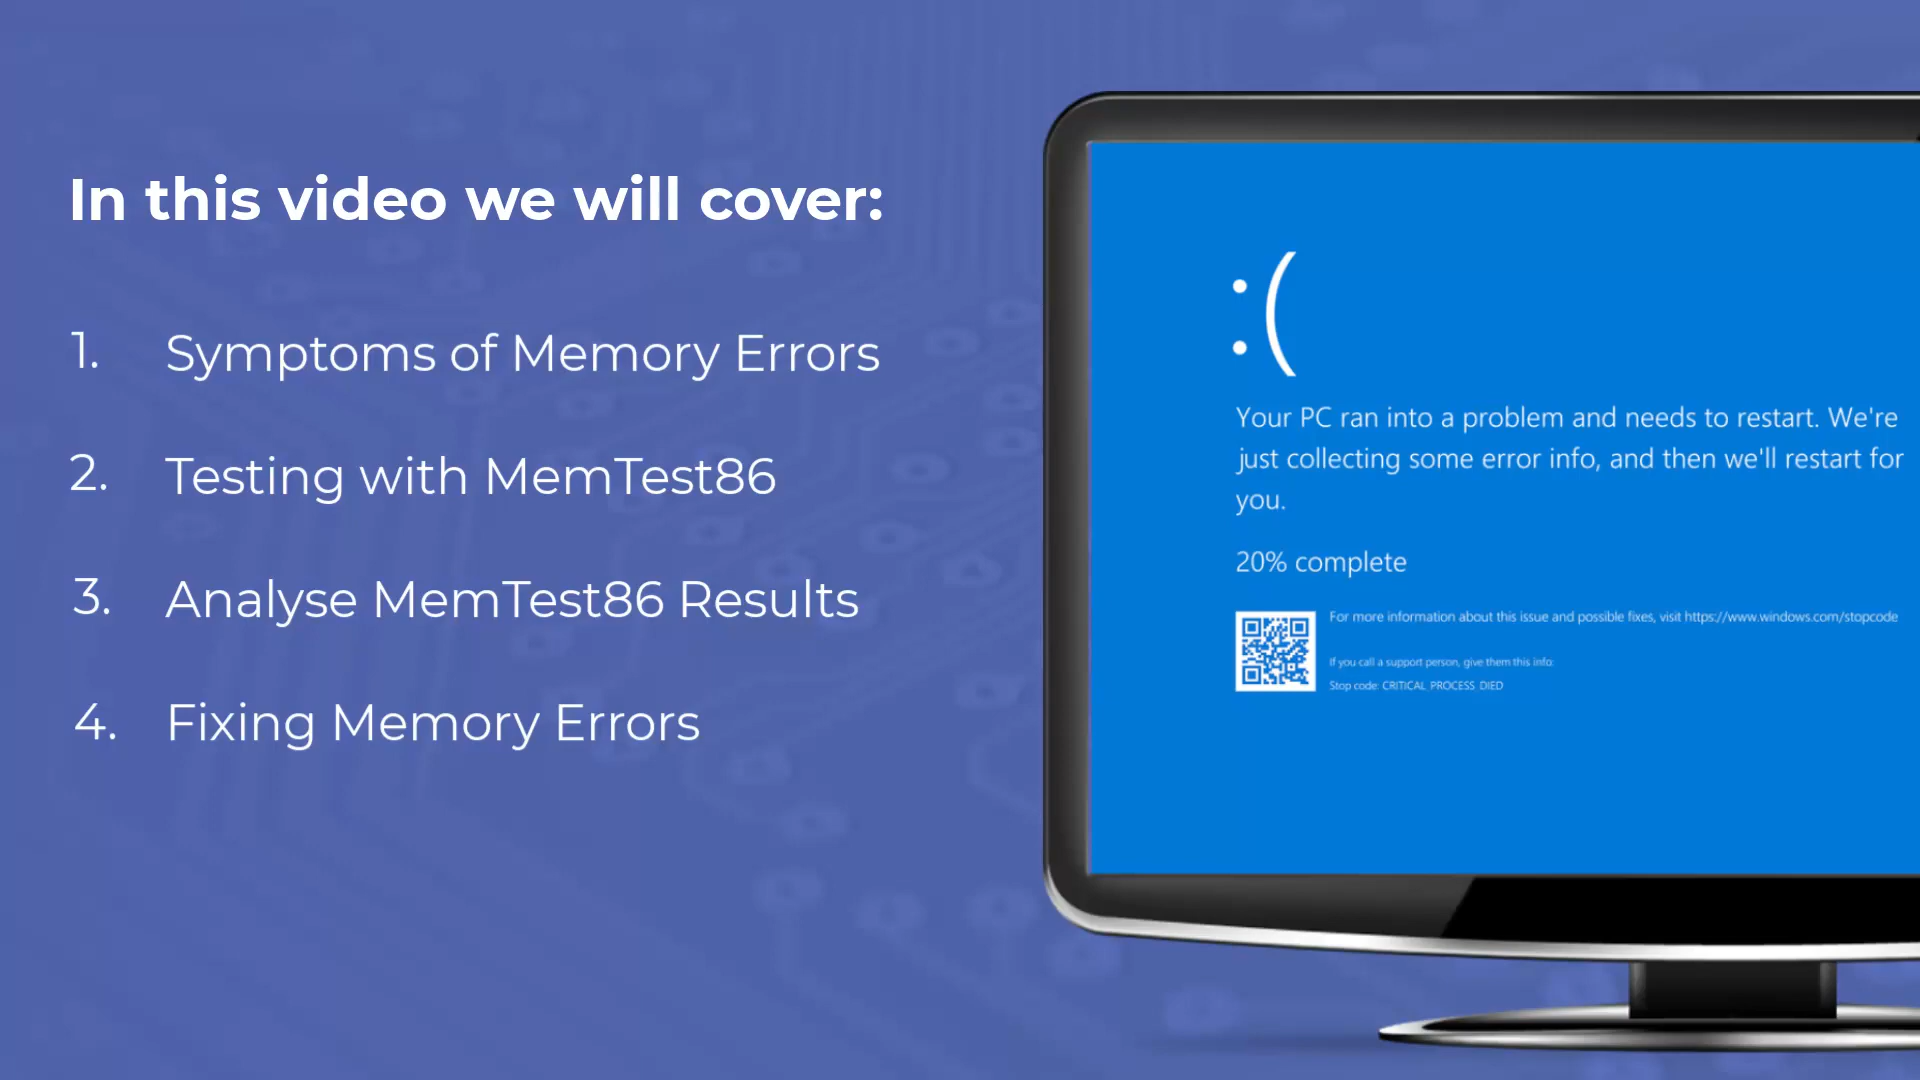 In this video we will cover:
1. Symptoms of Memory Errors
2. Testing with MemTest86
3. Analyse MemTest86 Results
4. Fixing Memory Errors
:(
Your PC ran into a problem and needs to restart. We're
just collecting some error info, and then we'll restart for
you.
20% complete
For more information about this issue and possible fixes, visit https://www.windows.com/stopcode
If you call a support person, give them this info:
Stop code: CRITICAL_PROCESS_DIED